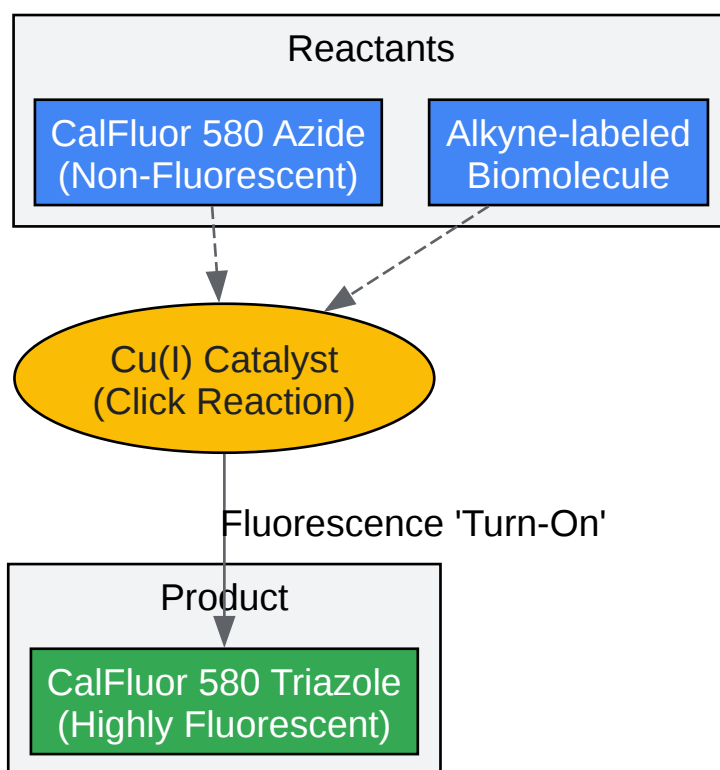 Reactants
CalFluor 580 Azide
(Non-Fluorescent)
Alkyne-labeled
Biomolecule
Cu(I) Catalyst
(Click Reaction)
Fluorescence 'Turn-On'
Product
CalFluor 580 Triazole
(Highly Fluorescent)